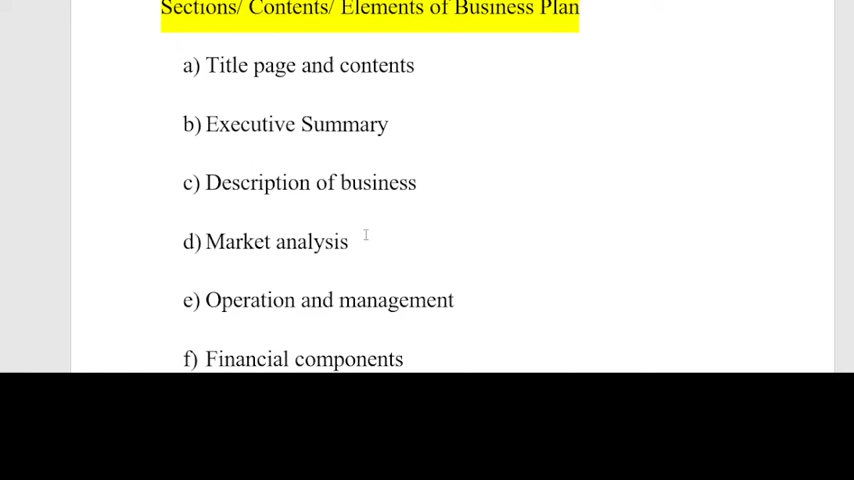 Sections/ Contents/ Elements of Business Plan
a) Title page and contents
b) Executive Summary
c) Description of business
d) Market analysis
e) Operation and management
f) Financial components